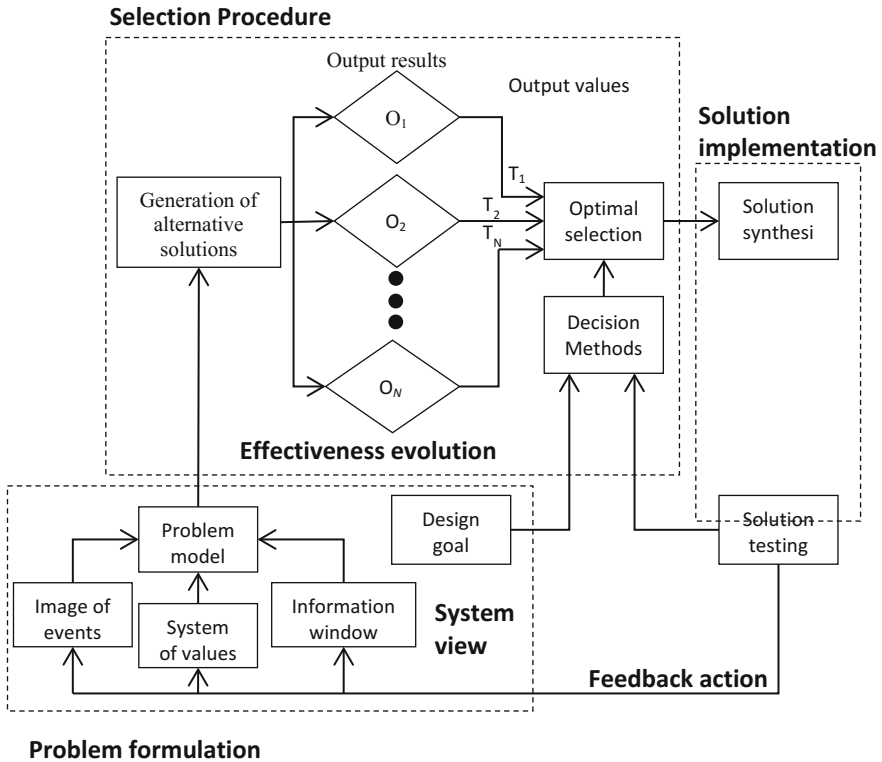 Selection Procedure
Output results
Output values
O1
Solution
implementation
T1
Generation of
alternative
solutions
O2
T2
TN
Optimal
selection
Solution
synthesi
Decision
Methods
ON
Effectiveness evolution
Problem
model
Design
goal
Solution
testing
Image of
events
System
of values
Information
window
System
view
Feedback action
Problem formulation